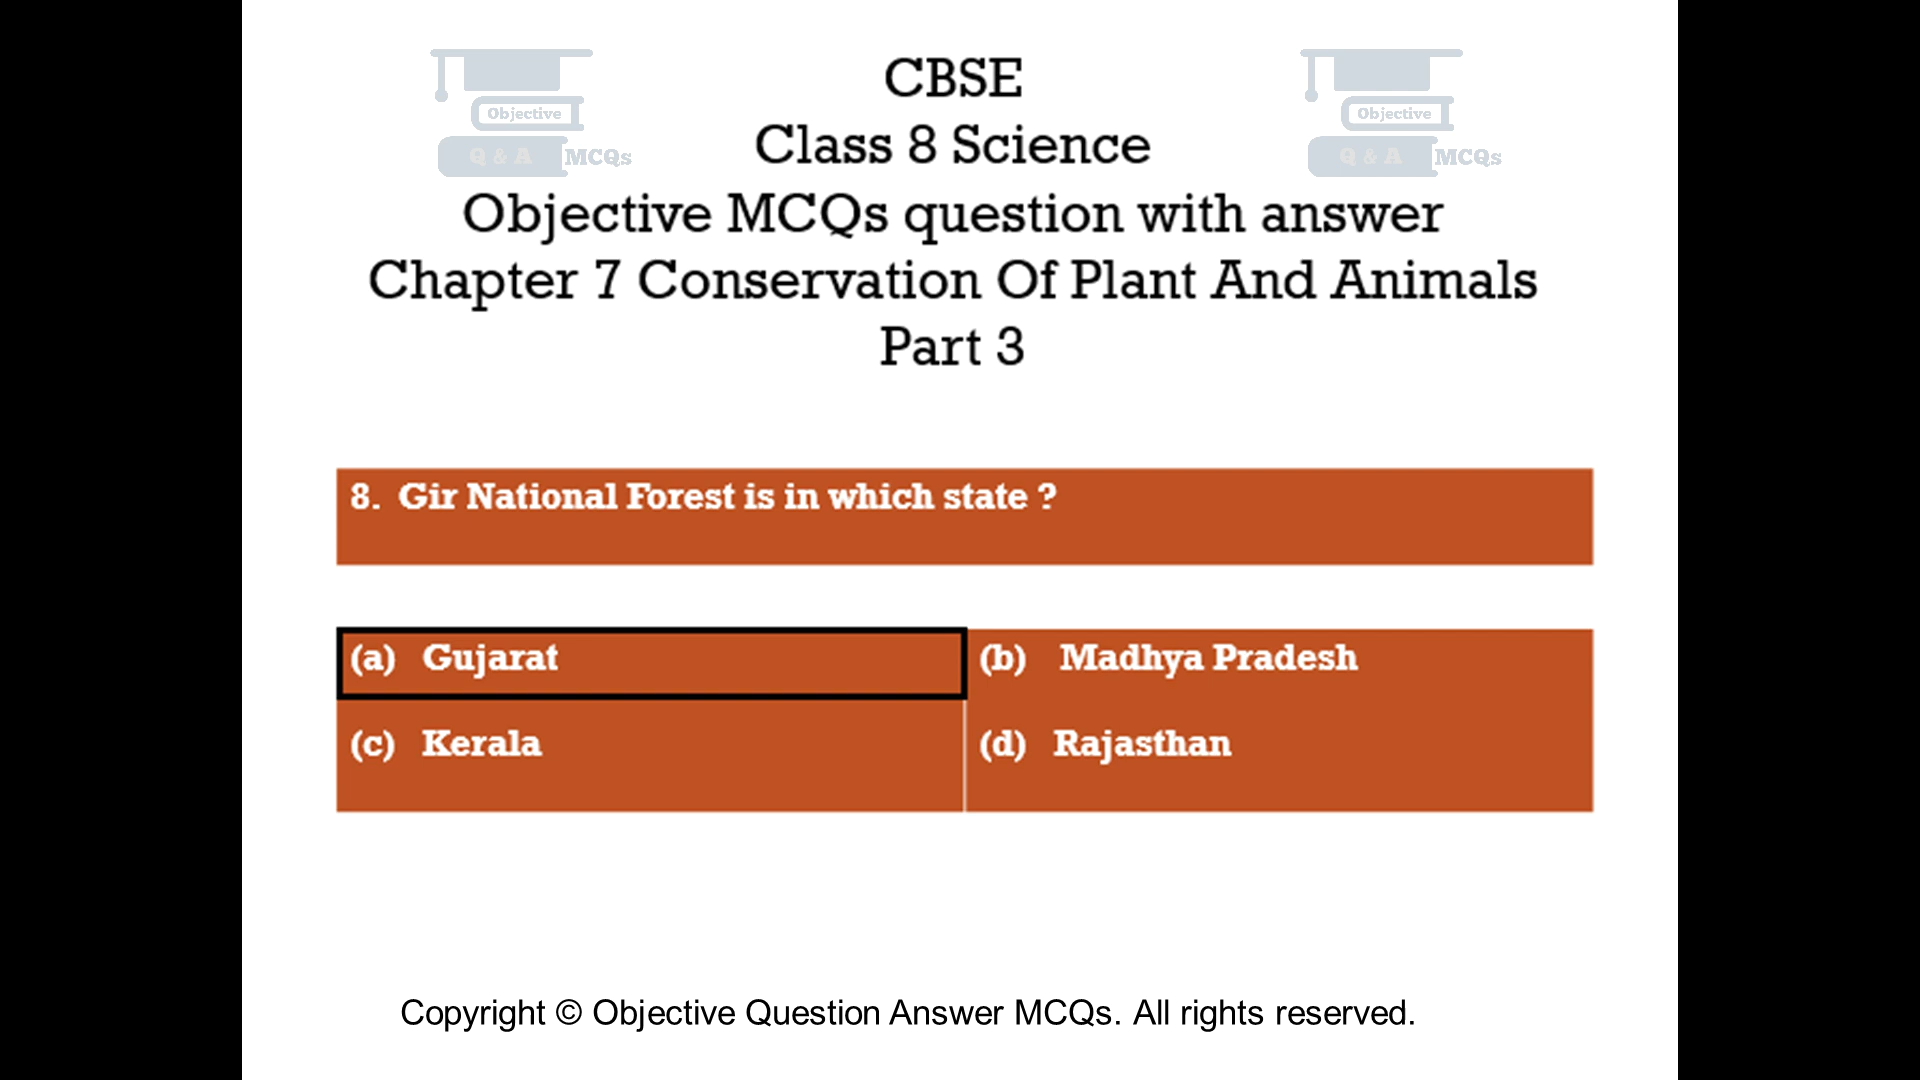 CBSE
Class 8 Science
Objective MCQs question with answer
Chapter 7 Conservation Of Plant And Animals
Part 3
Objective
Q & A MCQs
Objective
Q & A MCQs
8. Gir National Forest is in which state ?
(a) Gujarat
(b) Madhya Pradesh
(c) Kerala
(d) Rajasthan
Copyright © Objective Question Answer MCQs. All rights reserved.